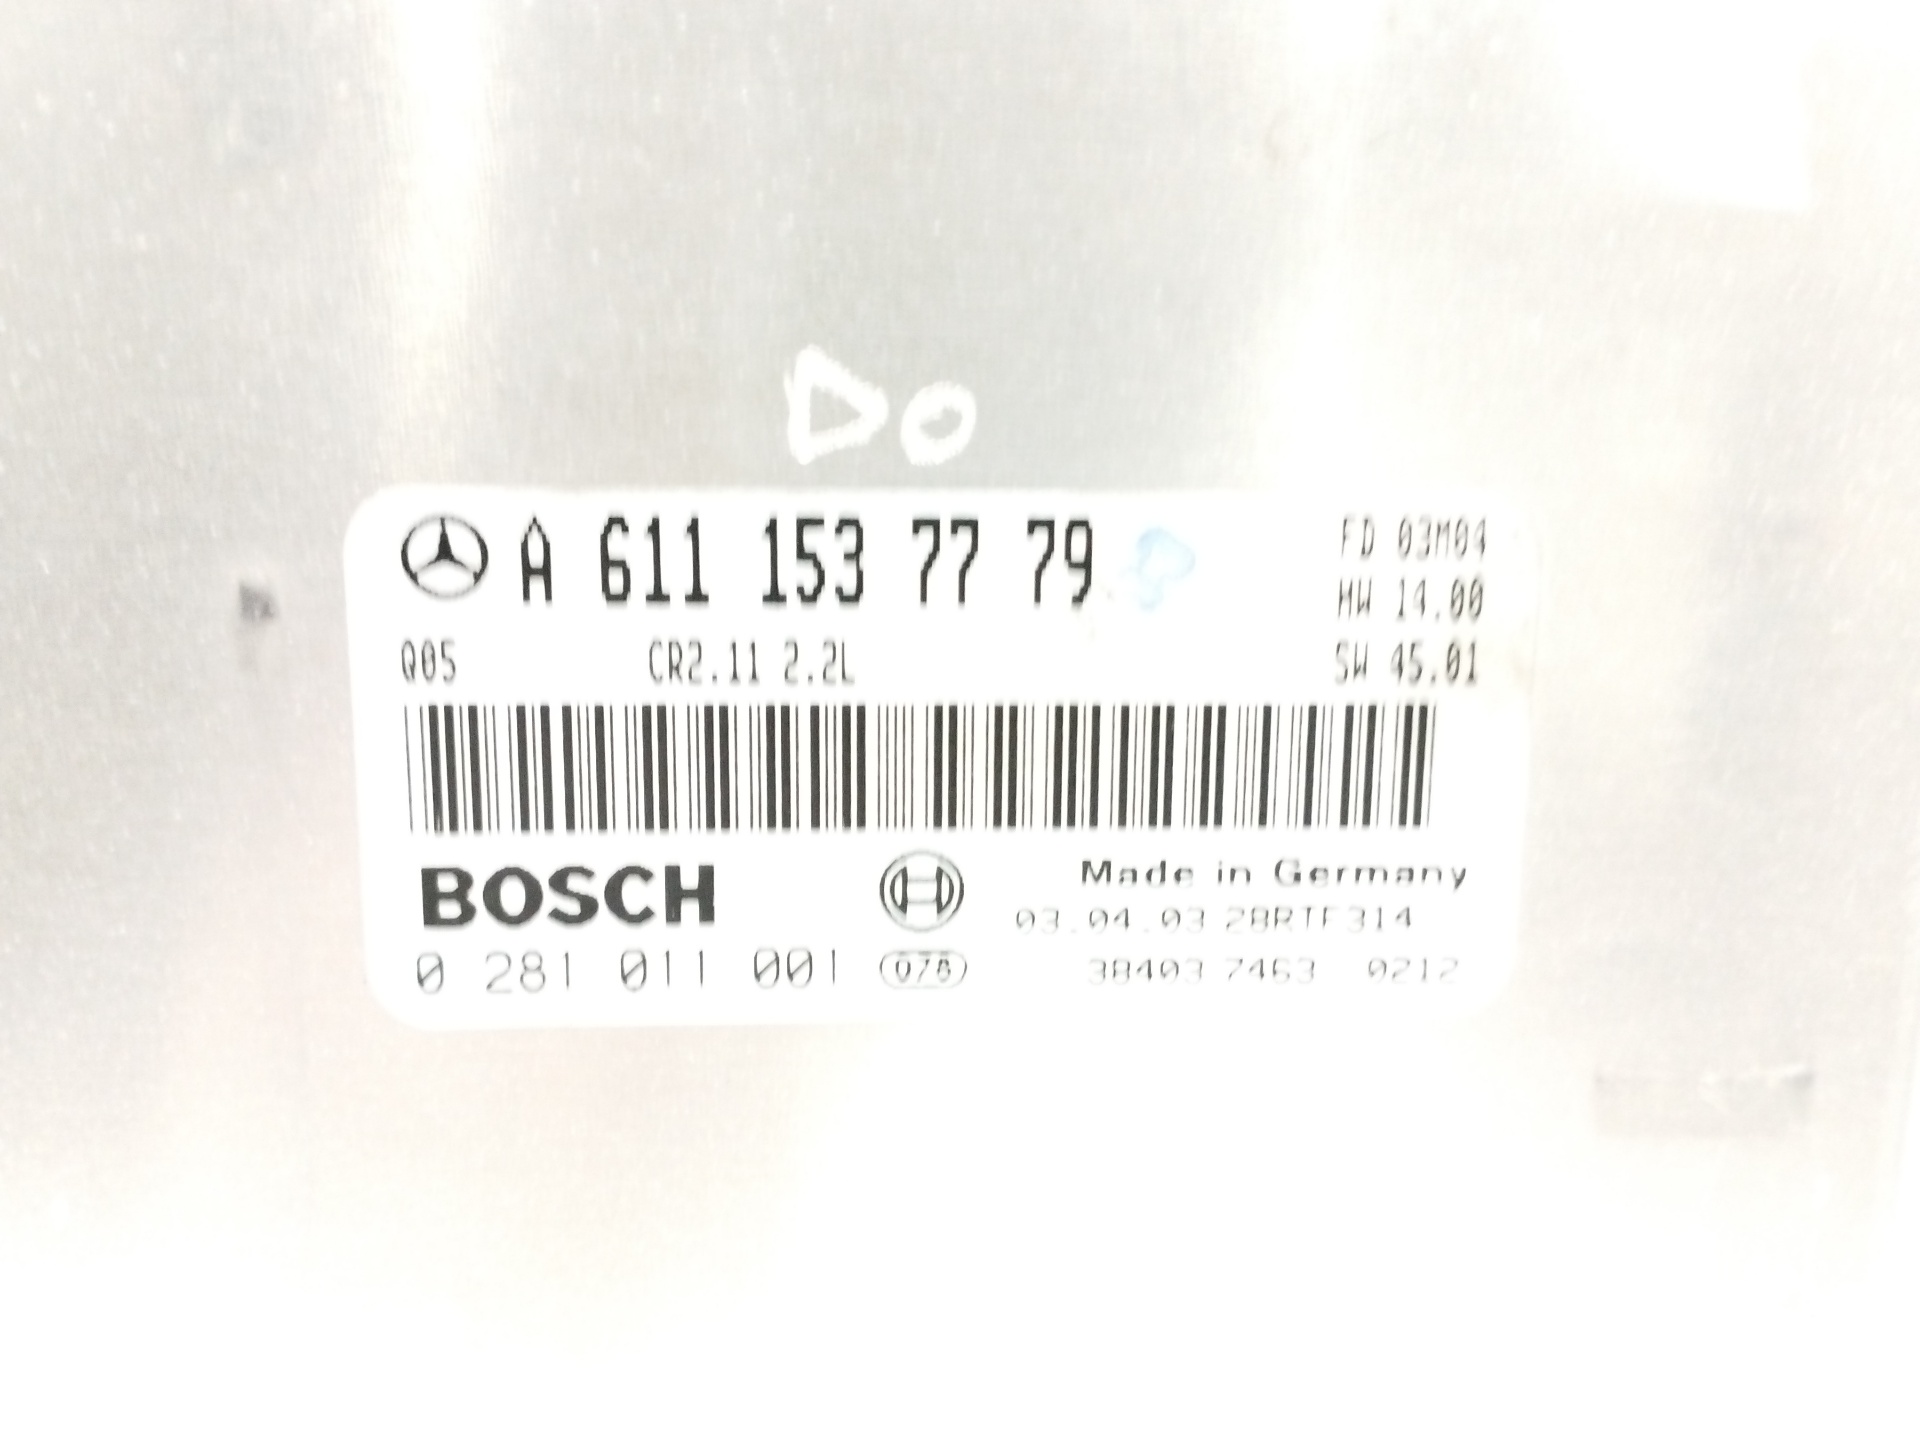 DO
A 611 153 77 79
FD 03M04
HW 14.00
Q05 CR2.11 2.2L
SW 45.01
BOSCH
Made in Germany
03.04.03 28RTF314
0 281 011 001 076
38403 7463 0212